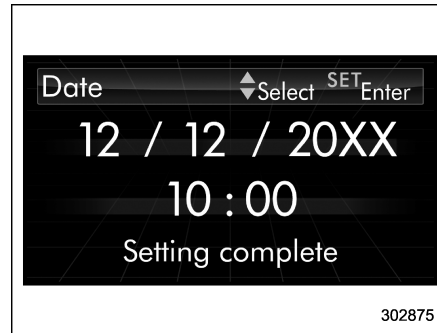 Date Select SET Enter
12 / 12 / 20XX
10 : 00
Setting complete
302875